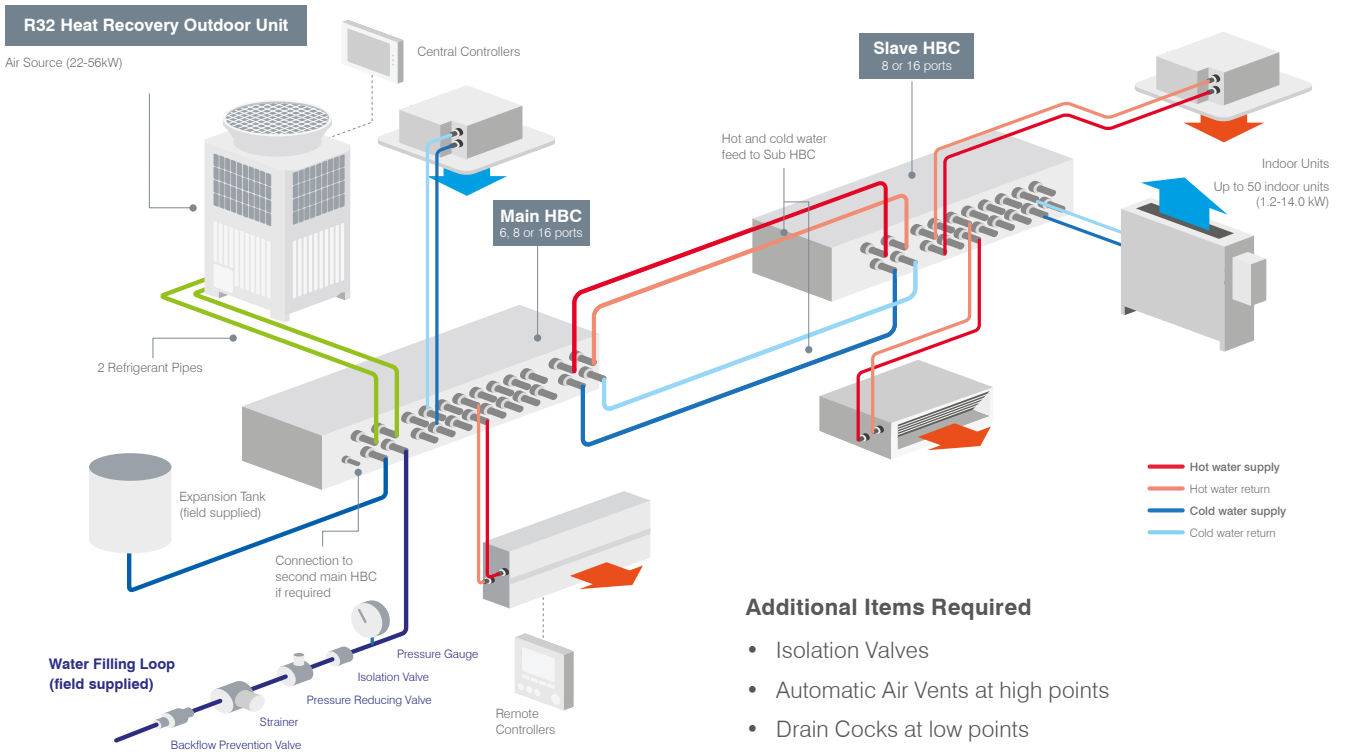 R32 Heat Recovery Outdoor Unit
Air Source (22-56kW)
Central Controllers
Slave HBC
8 or 16 ports
Hot and cold water
feed to Sub HBC
Indoor Units
Up to 50 indoor units
(1.2-14.0 kW)
Main HBC
6, 8 or 16 ports
2 Refrigerant Pipes
Expansion Tank
(field supplied)
Connection to
second main HBC
if required
Hot water supply
Hot water return
Cold water supply
Cold water return
Water Filling Loop
(field supplied)
Pressure Gauge
Isolation Valve
Pressure Reducing Valve
Strainer
Backflow Prevention Valve
Remote
Controllers
Additional Items Required
• Isolation Valves
• Automatic Air Vents at high points
• Drain Cocks at low points